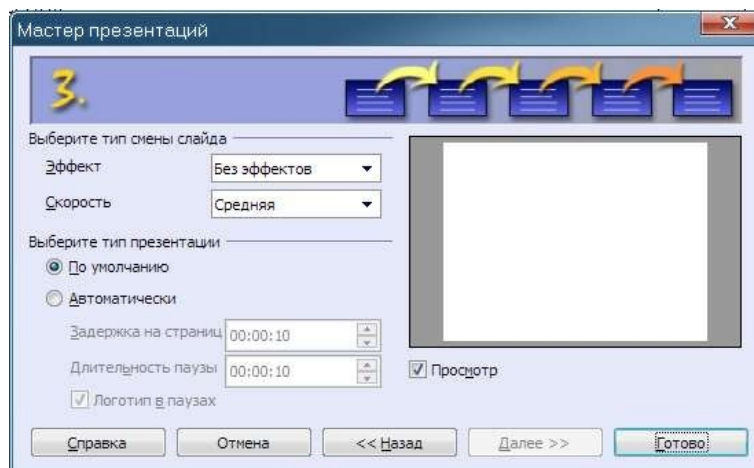 Мастер презентаций
3.
Выберите тип смены слайда
Эффект
Без эффектов
Скорость
Средняя
Выберите тип презентации
По умолчанию
Автоматически
Задержка на страниц
00:00:10
Длительность паузы
00:00:10
Просмотр
Логотип в паузах
Справка
Отмена
<< Назад
Далее >>
Готово